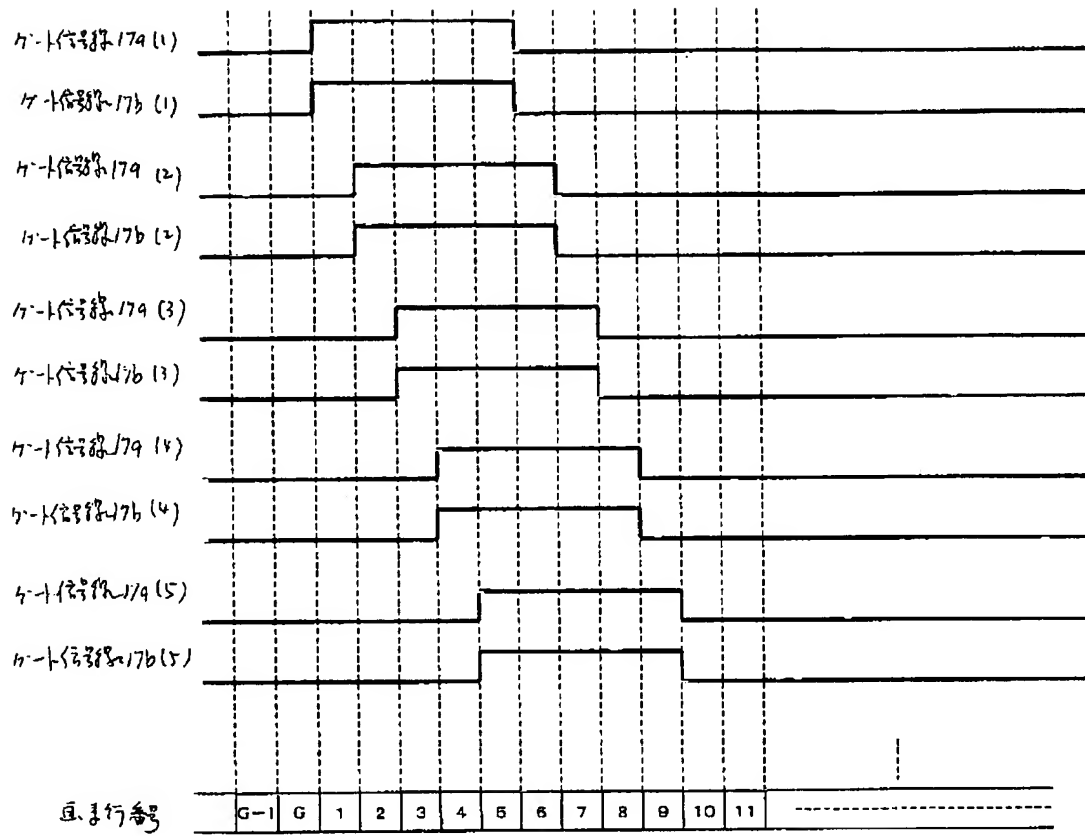 ゲート信号線17a (1)
ゲート信号線17b (1)
ゲート信号線17a (2)
ゲート信号線17b (2)
ゲート信号線17a (3)
ゲート信号線17b (3)
ゲート信号線17a (4)
ゲート信号線17b (4)
ゲート信号線17a (5)
ゲート信号線17b (5)
行番号 G-1 G 1 2 3 4 5 6 7 8 9 10 11